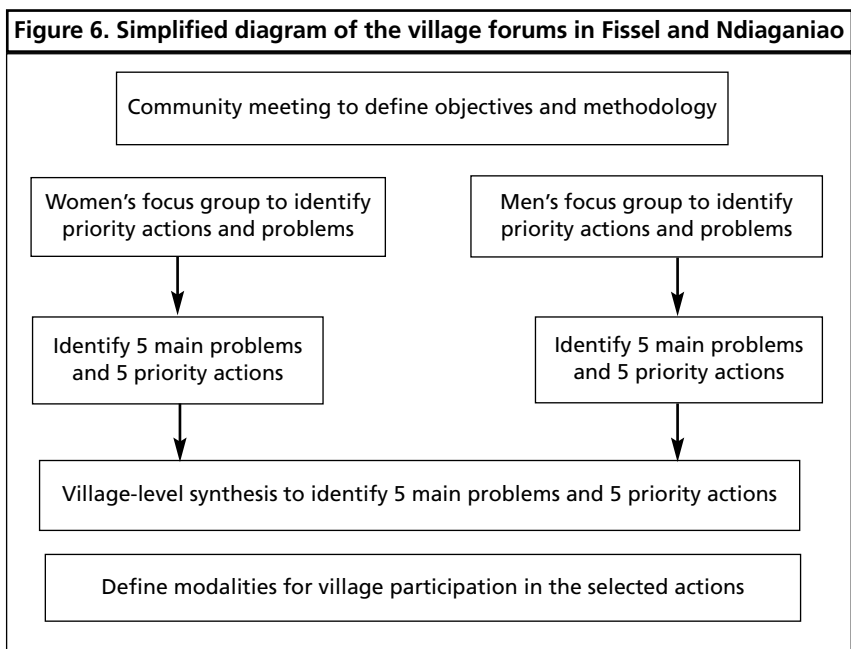 Figure 6. Simplified diagram of the village forums in Fissel and Ndiaganiao
Community meeting to define objectives and methodology
Women’s focus group to identify
priority actions and problems
Men’s focus group to identify
priority actions and problems
Identify 5 main problems
and 5 priority actions
Identify 5 main problems
and 5 priority actions
Village-level synthesis to identify 5 main problems and 5 priority actions
Define modalities for village participation in the selected actions